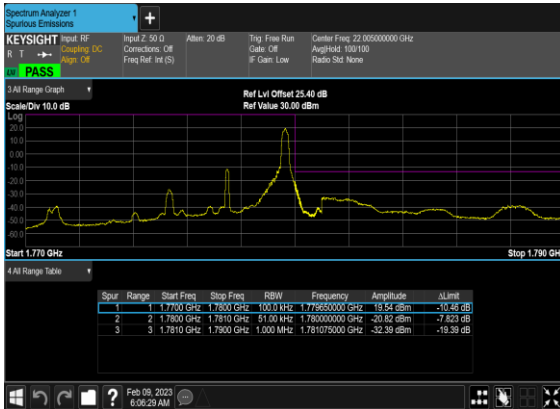 Spectrum Analyzer 1
Spurious Emissions
KEYSIGHT Input: RF Input Z: 50 Ω Atten: 20 dB Trig: Free Run Center Freq: 22.005000000 GHz
R T Coupling: DC Corrections: Off Gate: Off Avg|Hold: 100/100
Align: Off Freq Ref: Int (S) IF Gain: Low Radio Std: None
PASS
3 All Range Graph
Ref Lvl Offset 25.40 dB
Scale/Div 10.0 dB Ref Value 30.00 dBm
Log
20.0
10.0
0.00
-10.0
-20.0
-30.0
-40.0
-50.0
-60.0
Start 1.770 GHz Stop 1.790 GH
4 All Range Table
Spur Range Start Freq Stop Freq RBW Frequency Amplitude ΔLimit
1 1 1.7700 GHz 1.7800 GHz 100.0 kHz 1.779650000 GHz 19.54 dBm -10.46 dB
2 2 1.7800 GHz 1.7810 GHz 51.00 kHz 1.780000000 GHz -20.82 dBm -7.823 dB
3 3 1.7810 GHz 1.7900 GHz 1.000 MHz 1.781075000 GHz -32.39 dBm -19.39 dB
Feb 09, 2023
6:06:29 AM